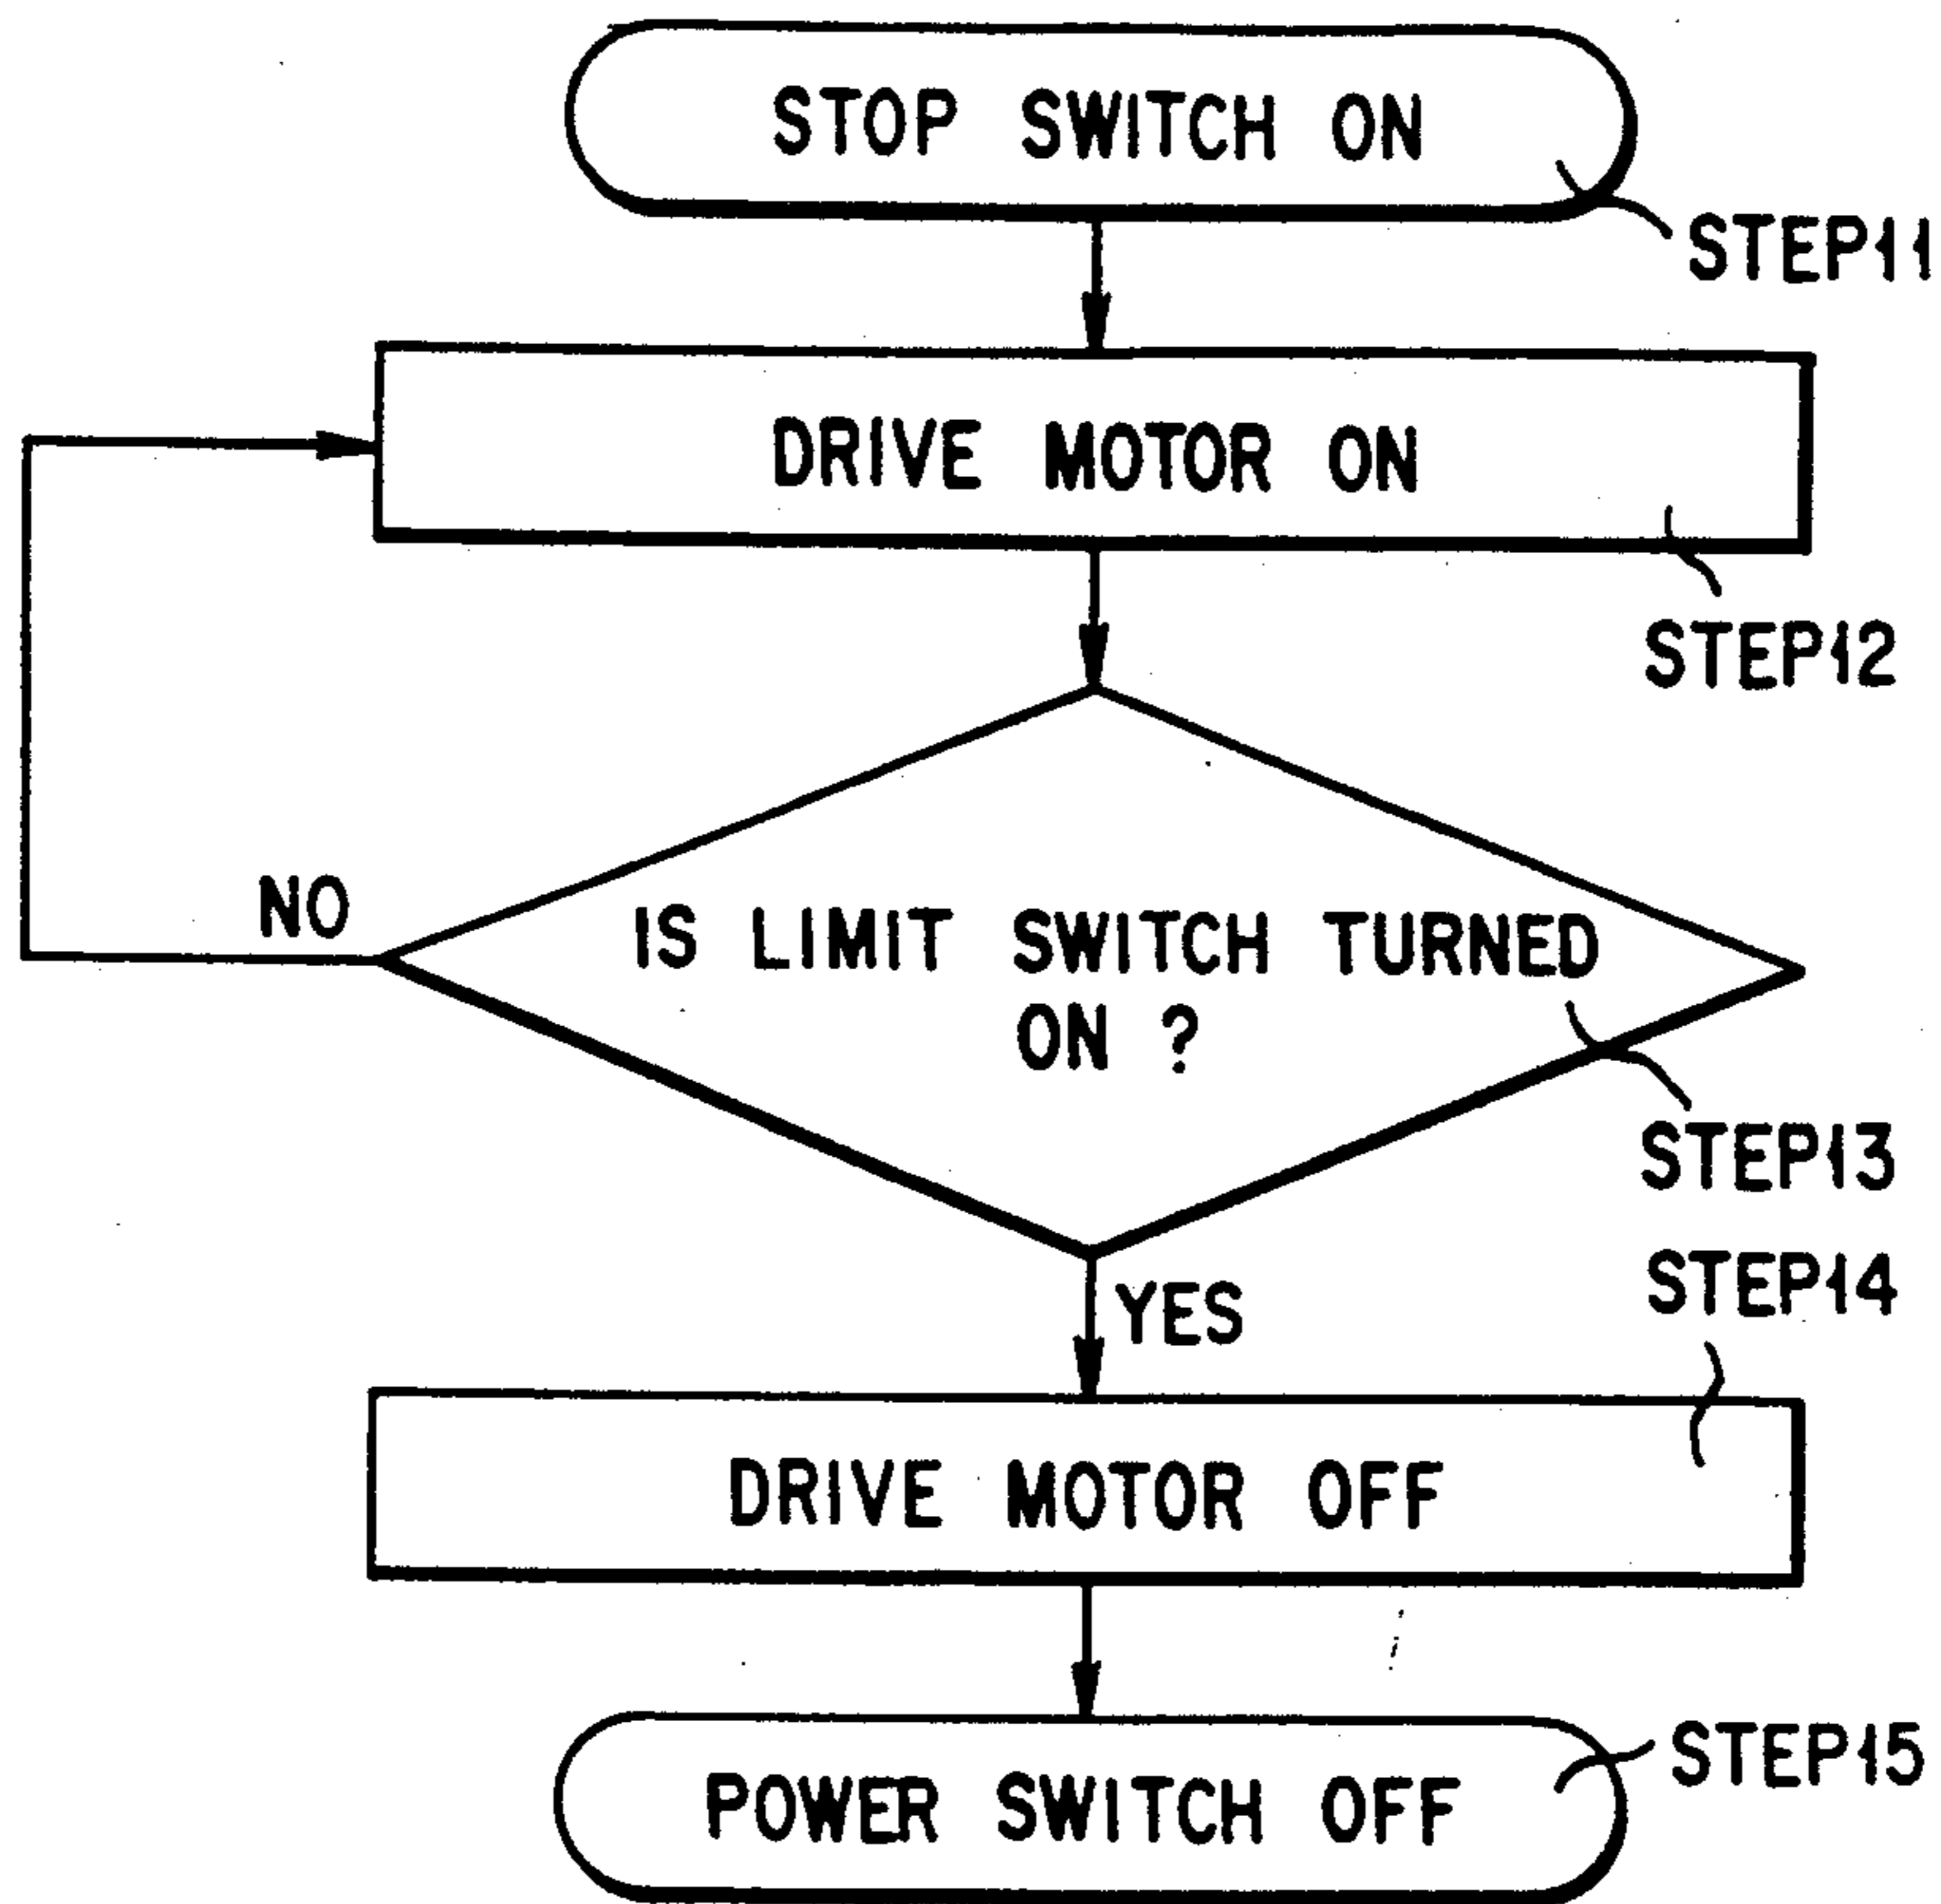 STOP SWITCH ON
STEP11
DRIVE MOTOR ON
STEP12
NO
IS LIMIT SWITCH TURNED
ON ?
STEP13
STEP14
YES
DRIVE MOTOR OFF
STEP15
POWER SWITCH OFF